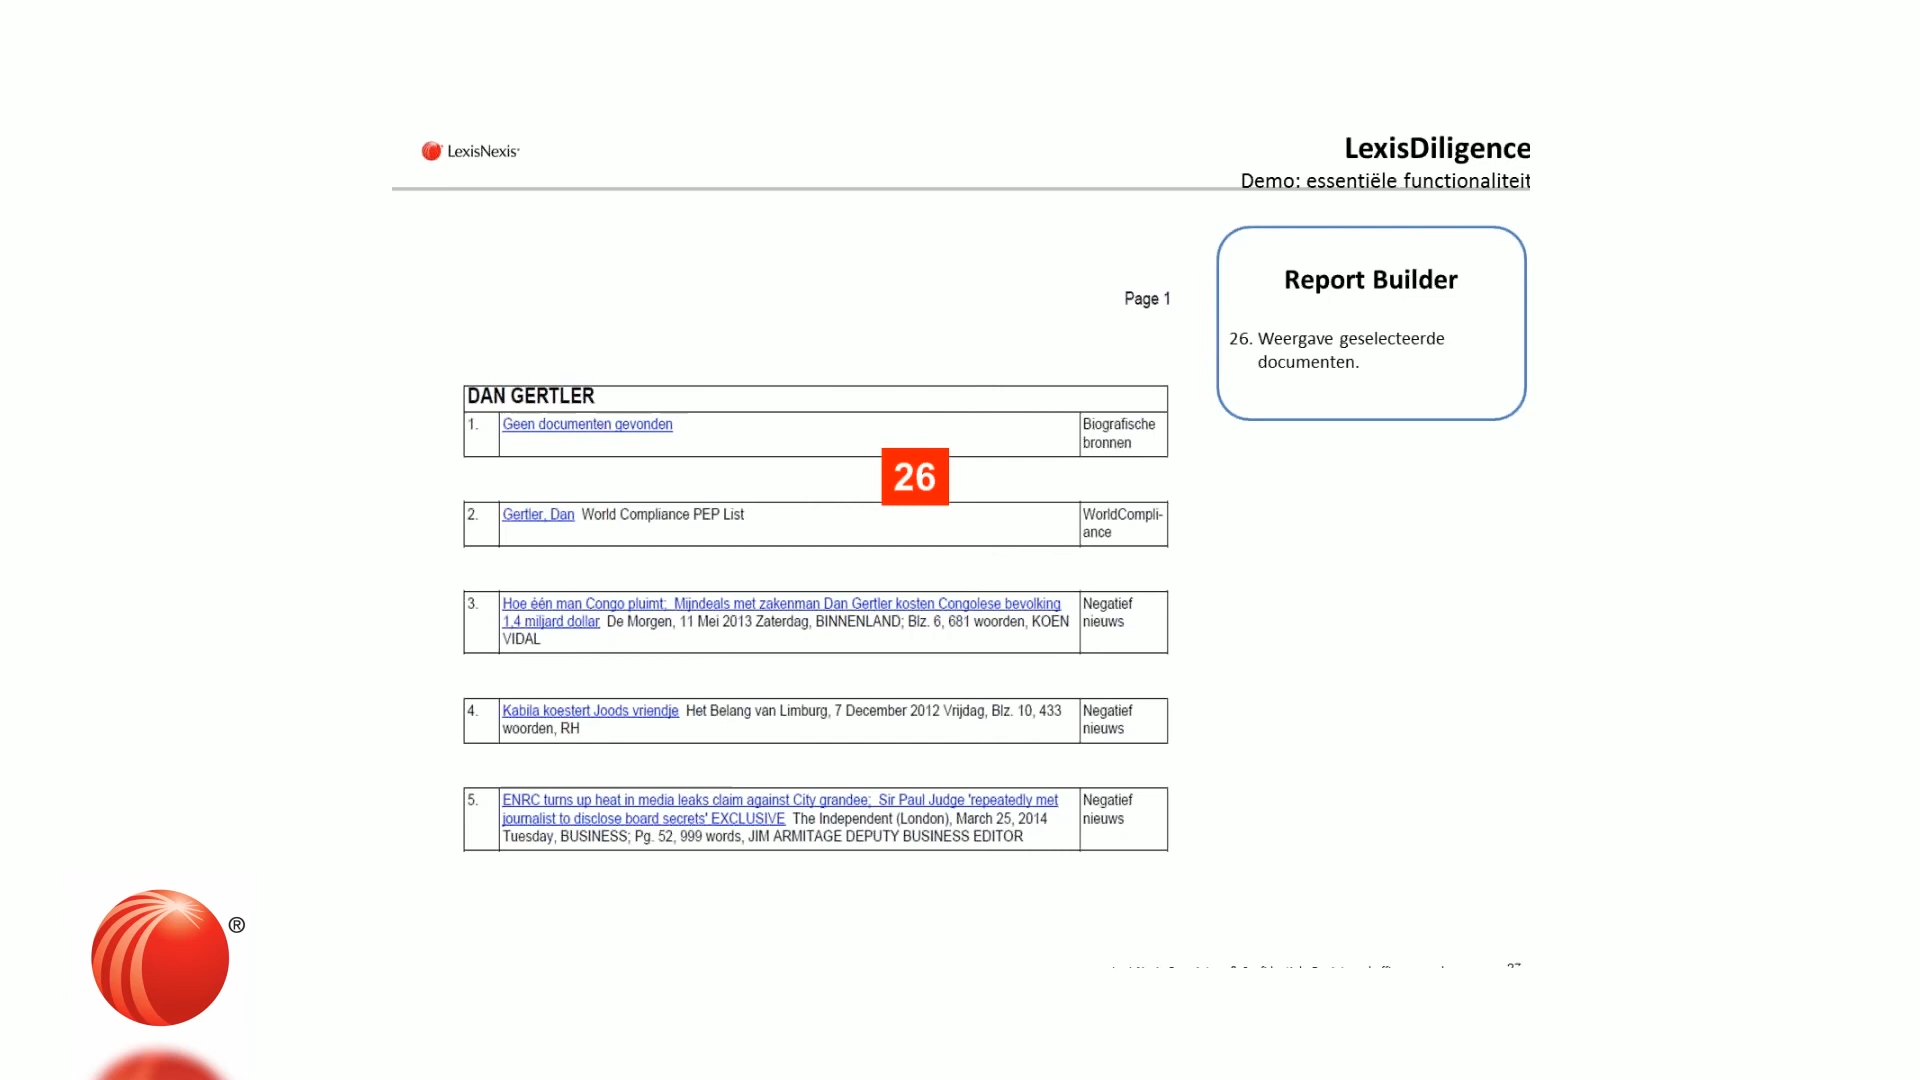 LexisNexis®
LexisDiligence
Demo: essentiële functionaliteit
Report Builder
26. Weergave geselecteerde
documenten.
Page 1
DAN GERTLER
1. Geen documenten gevonden Biografische
bronnen
26
2. Gertler, Dan World Compliance PEP List WorldCompli-
ance
3. Hoe één man Congo pluimt; Mijndeals met zakenman Dan Gertler kosten Congolese bevolking Negatief
1,4 miljard dollar De Morgen, 11 Mei 2013 Zaterdag, BINNENLAND; Blz. 6, 681 woorden, KOEN nieuws
VIDAL
4. Kabila koestert Joods vriendje Het Belang van Limburg, 7 December 2012 Vrijdag, Blz. 10, 433 Negatief
woorden, RH nieuws
5. ENRC turns up heat in media leaks claim against City grandee; Sir Paul Judge 'repeatedly met Negatief
journalist to disclose board secrets' EXCLUSIVE The Independent (London), March 25, 2014 nieuws
Tuesday, BUSINESS; Pg. 52, 999 words, JIM ARMITAGE DEPUTY BUSINESS EDITOR
®